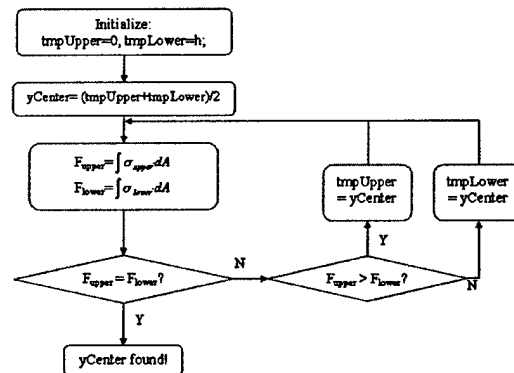 Initialize:
tmpUpper=0, tmpLower=h;
yCenter= (tmpUpper+tmpLower)/2
F_upper=∫ σ_upper·dA
F_lower=∫ σ_lower·dA
tmpUpper
= yCenter
tmpLower
= yCenter
Y
F_upper = F_lower?
N
F_upper > F_lower?
N
Y
yCenter found!